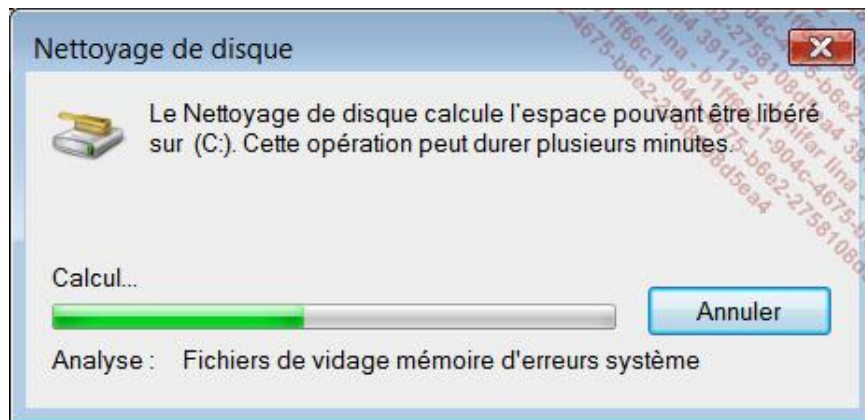 Nettoyage de disque
Le Nettoyage de disque calcule l'espace pouvant être libéré
sur (C:). Cette opération peut durer plusieurs minutes.
Calcul...
Annuler
Analyse : Fichiers de vidage mémoire d'erreurs système